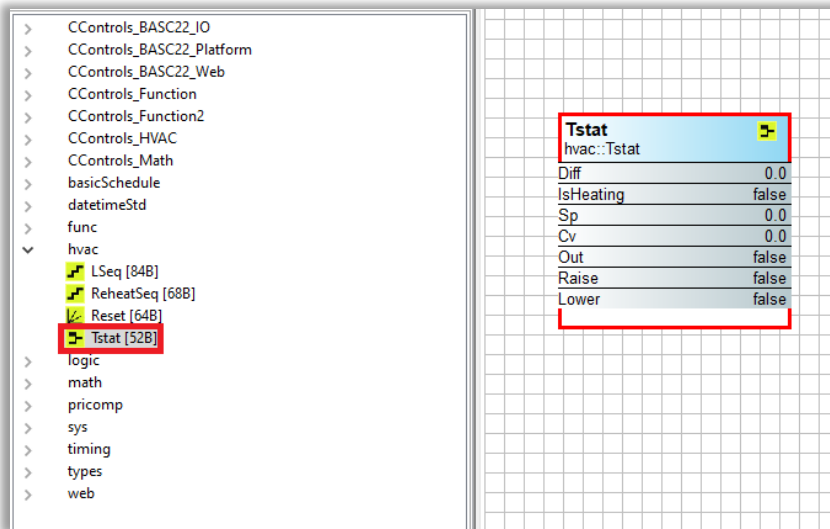 CControls_BASC22_IO
CControls_BASC22_Platform
CControls_BASC22_Web
CControls_Function
CControls_Function2
CControls_HVAC
CControls_Math
basicSchedule
datetimeStd
func
hvac
LSeq [84B]
ReheatSeq [68B]
Reset [64B]
Tstat [52B]
logic
math
pricomp
sys
timing
types
web
Tstat
hvac::Tstat
Diff 0.0
IsHeating false
Sp 0.0
Cv 0.0
Out false
Raise false
Lower false